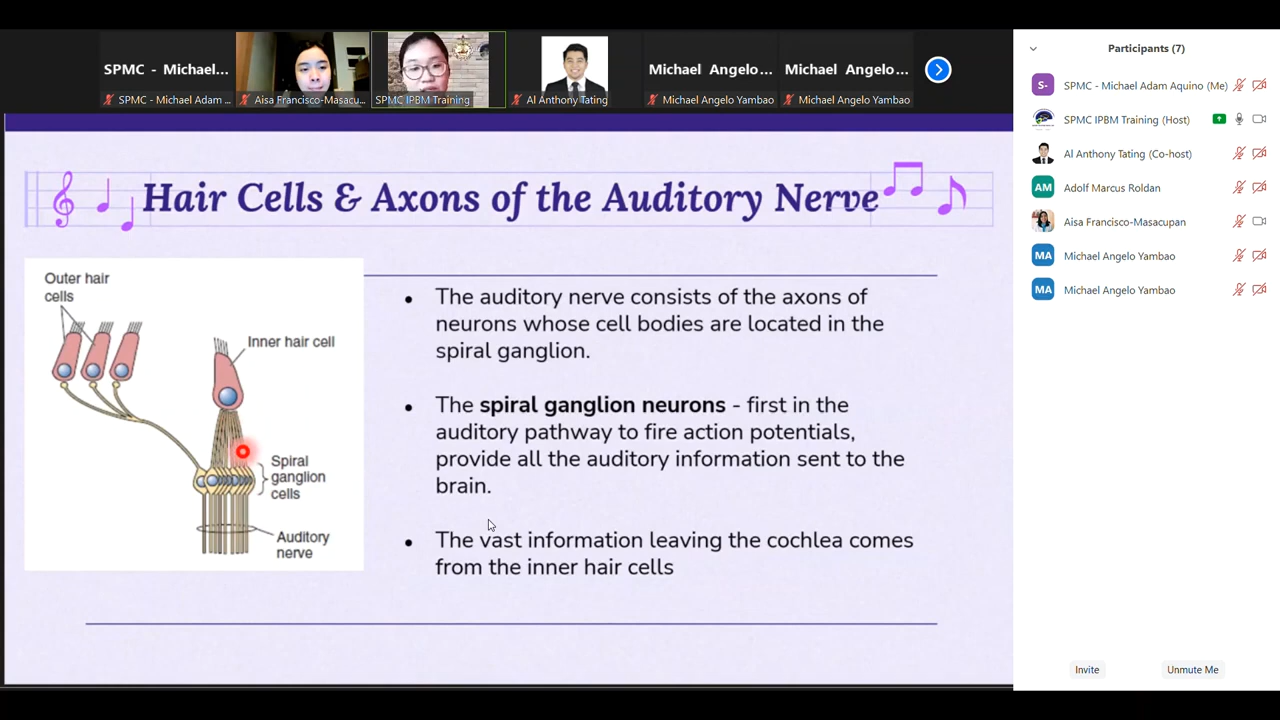 SPMC - Michael...
SPMC - Michael Adam ...
Aisa Francisco-Masacu...
SPMC IPBM Training
Al Anthony Tating
Michael Angelo...
Michael Angelo Yambao
Michael Angelo...
Michael Angelo Yambao
Hair Cells & Axons of the Auditory Nerve
Outer hair
cells
Inner hair cell
Spiral
ganglion
cells
Auditory
nerve
• The auditory nerve consists of the axons of
neurons whose cell bodies are located in the
spiral ganglion.
• The spiral ganglion neurons - first in the
auditory pathway to fire action potentials,
provide all the auditory information sent to the
brain.
• The vast information leaving the cochlea comes
from the inner hair cells
Participants (7)
S- SPMC - Michael Adam Aquino (Me)
SPMC IPBM Training (Host)
Al Anthony Tating (Co-host)
AM Adolf Marcus Roldan
Aisa Francisco-Masacupan
MA Michael Angelo Yambao
MA Michael Angelo Yambao
Invite
Unmute Me